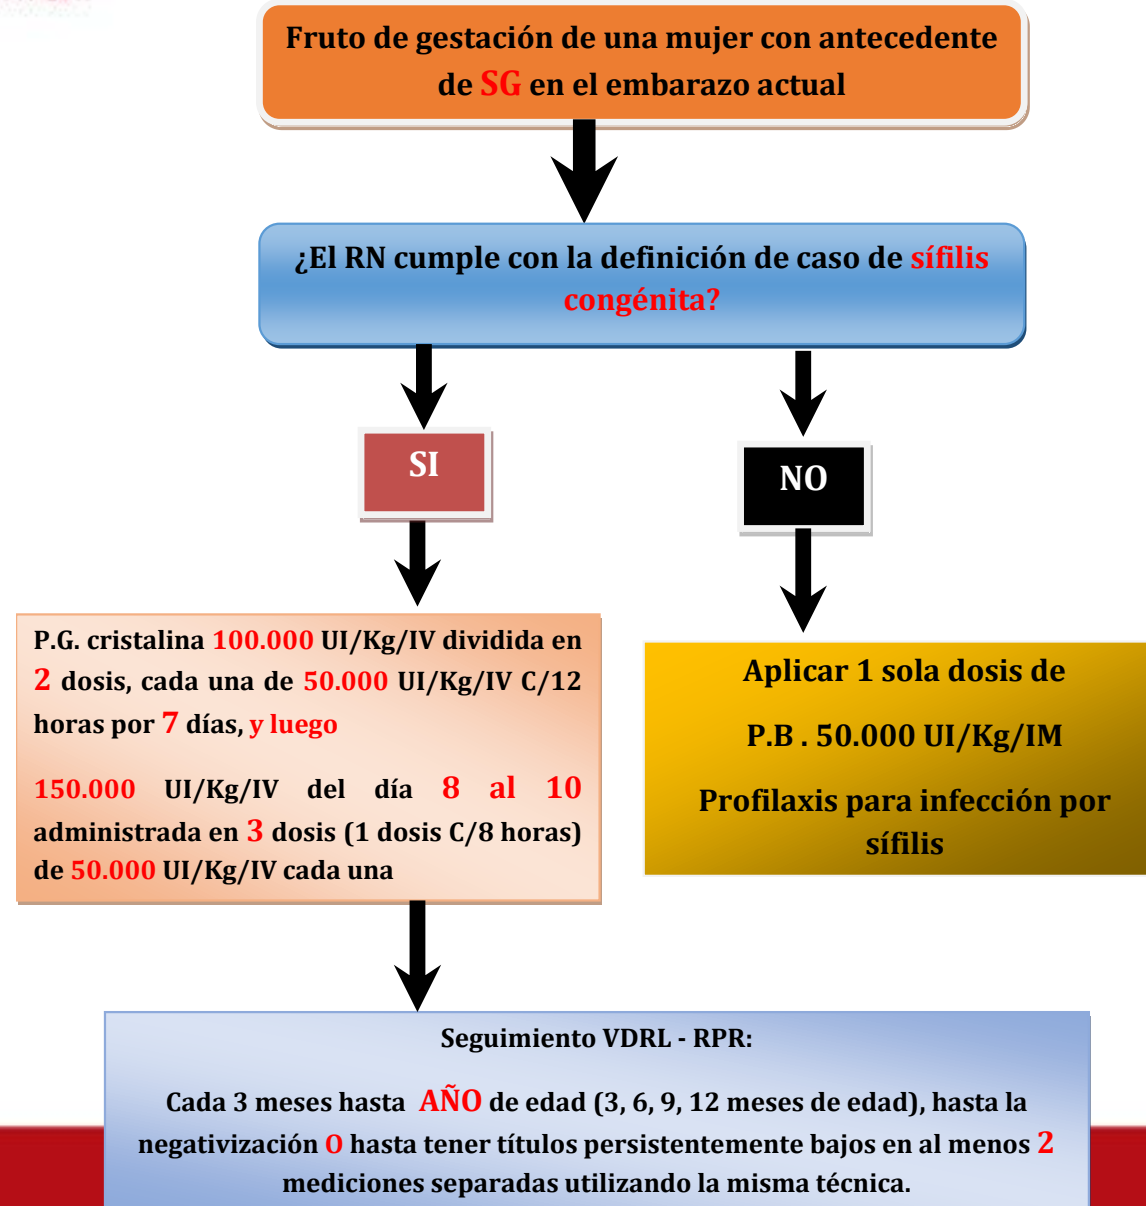 Fruto de gestación de una mujer con antecedente
de SG en el embarazo actual
¿El RN cumple con la definición de caso de sífilis
congénita?
SI
NO
P.G. cristalina 100.000 UI/Kg/IV dividida en
2 dosis, cada una de 50.000 UI/Kg/IV C/12
horas por 7 días, y luego
150.000 UI/Kg/IV del día 8 al 10
administrada en 3 dosis (1 dosis C/8 horas)
de 50.000 UI/Kg/IV cada una
Aplicar 1 sola dosis de
P.B . 50.000 UI/Kg/IM
Profilaxis para infección por
sífilis
Seguimiento VDRL - RPR:
Cada 3 meses hasta AÑO de edad (3, 6, 9, 12 meses de edad), hasta la
negativización O hasta tener títulos persistentemente bajos en al menos 2
mediciones separadas utilizando la misma técnica.